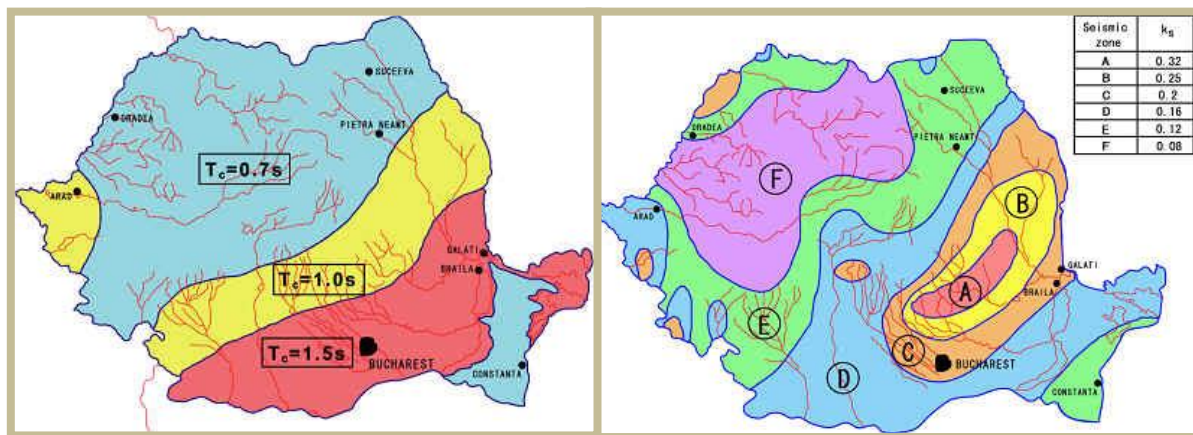 SUCEEVA
ORADEA
PIETRA NEANT
Tc=0.7s
ARAD
GALATI
BRAILA
Tc=1.0s
Tc=1.5s
BUCHAREST
CONSTANTA
Seismic zone ks
A 0.32
B 0.25
C 0.2
D 0.16
E 0.12
F 0.08
SUCEEVA
ORADEA
PIETRA NEANT
F
B
ARAD
GALATI
A
BRAILA
E
C
BUCHAREST
D
CONSTANTA